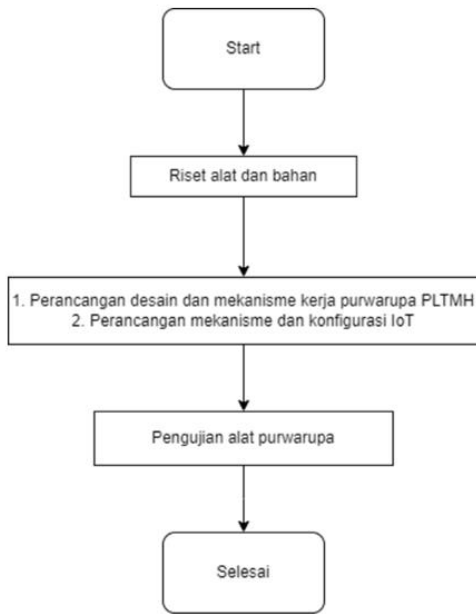 Start
Riset alat dan bahan
1. Perancangan desain dan mekanisme kerja purwarupa PLTMH
2. Perancangan mekanisme dan konfigurasi IoT
Pengujian alat purwarupa
Selesai